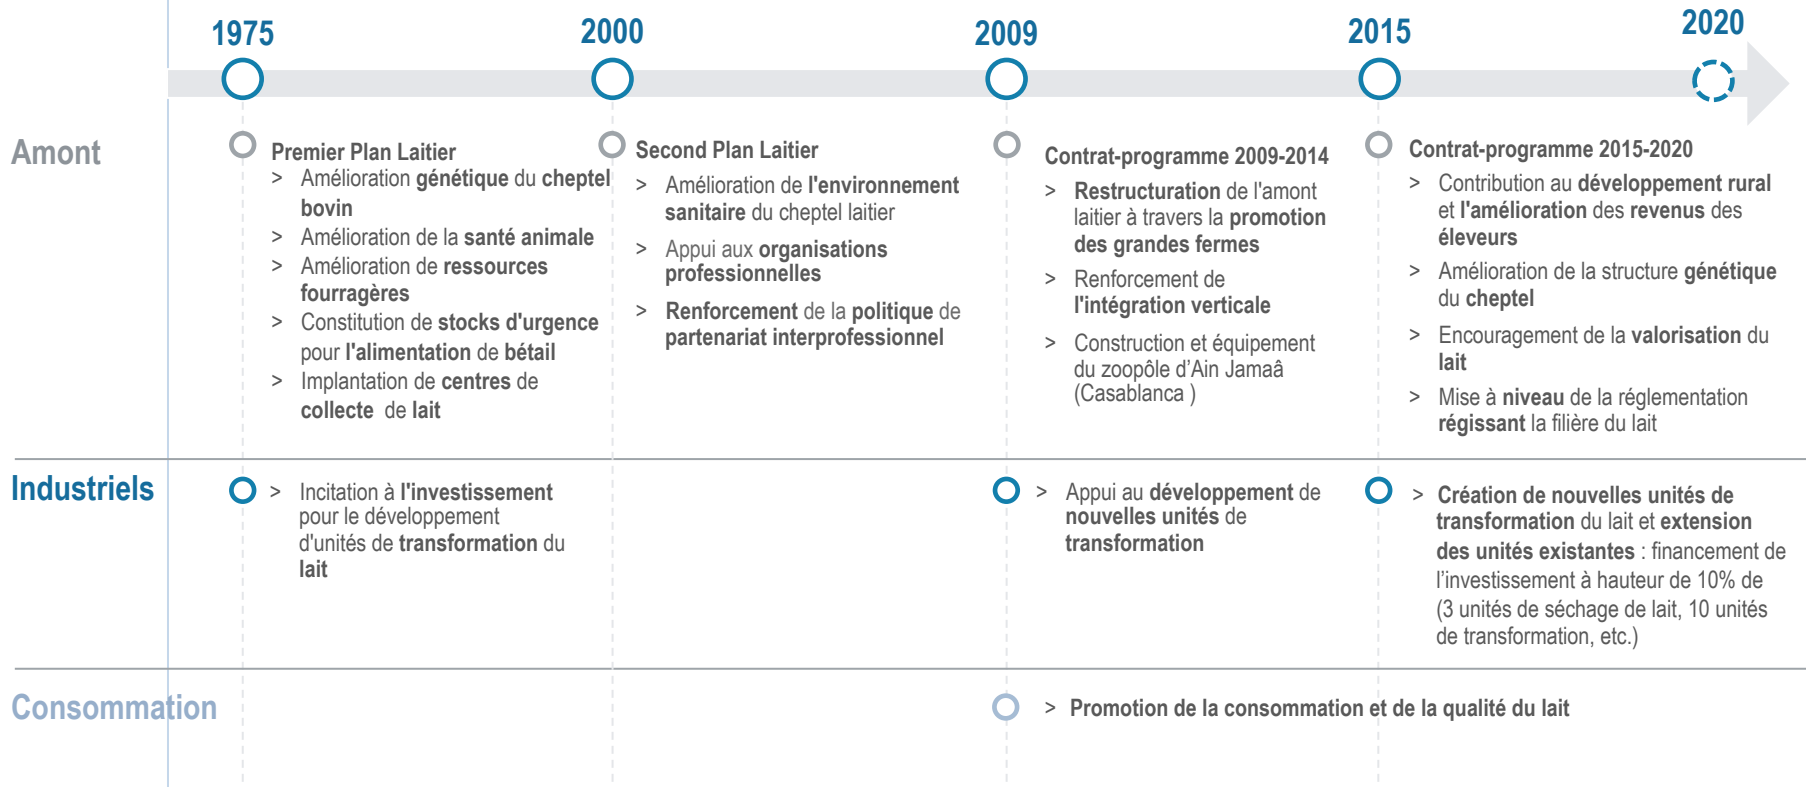 1975
2000
2009
2015
2020
Amont
Premier Plan Laitier
> Amélioration génétique du cheptel
bovin
> Amélioration de la santé animale
> Amélioration de ressources
fourragères
> Constitution de stocks d'urgence
pour l'alimentation de bétail
> Implantation de centres de
collecte de lait
Second Plan Laitier
> Amélioration de l'environnement
sanitaire du cheptel laitier
> Appui aux organisations
professionnelles
> Renforcement de la politique de
partenariat interprofessionnel
Contrat-programme 2009-2014
> Restructuration de l'amont
laitier à travers la promotion
des grandes fermes
> Renforcement de
l'intégration verticale
> Construction et équipement
du zoopôle d’Ain Jamaâ
(Casablanca )
Contrat-programme 2015-2020
> Contribution au développement rural
et l'amélioration des revenus des
éleveurs
> Amélioration de la structure génétique
du cheptel
> Encouragement de la valorisation du
lait
> Mise à niveau de la réglementation
régissant la filière du lait
Industriels
> Incitation à l'investissement
pour le développement
d'unités de transformation du
lait
> Appui au développement de
nouvelles unités de
transformation
> Création de nouvelles unités de
transformation du lait et extension
des unités existantes : financement de
l’investissement à hauteur de 10% de
(3 unités de séchage de lait, 10 unités
de transformation, etc.)
Consommation
> Promotion de la consommation et de la qualité du lait